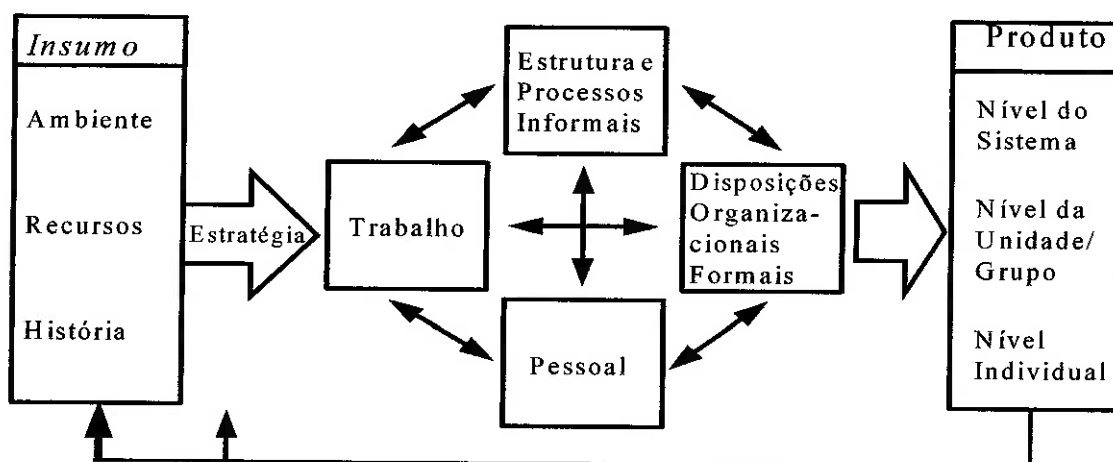 Insumo
Ambiente
Recursos
História
Estratégia
Trabalho
Estrutura e
Processos
Informais
Disposições
Organiza-
cionais
Formais
Pessoal
Produto
Nível do
Sistema
Nível da
Unidade/
Grupo
Nível
Individual